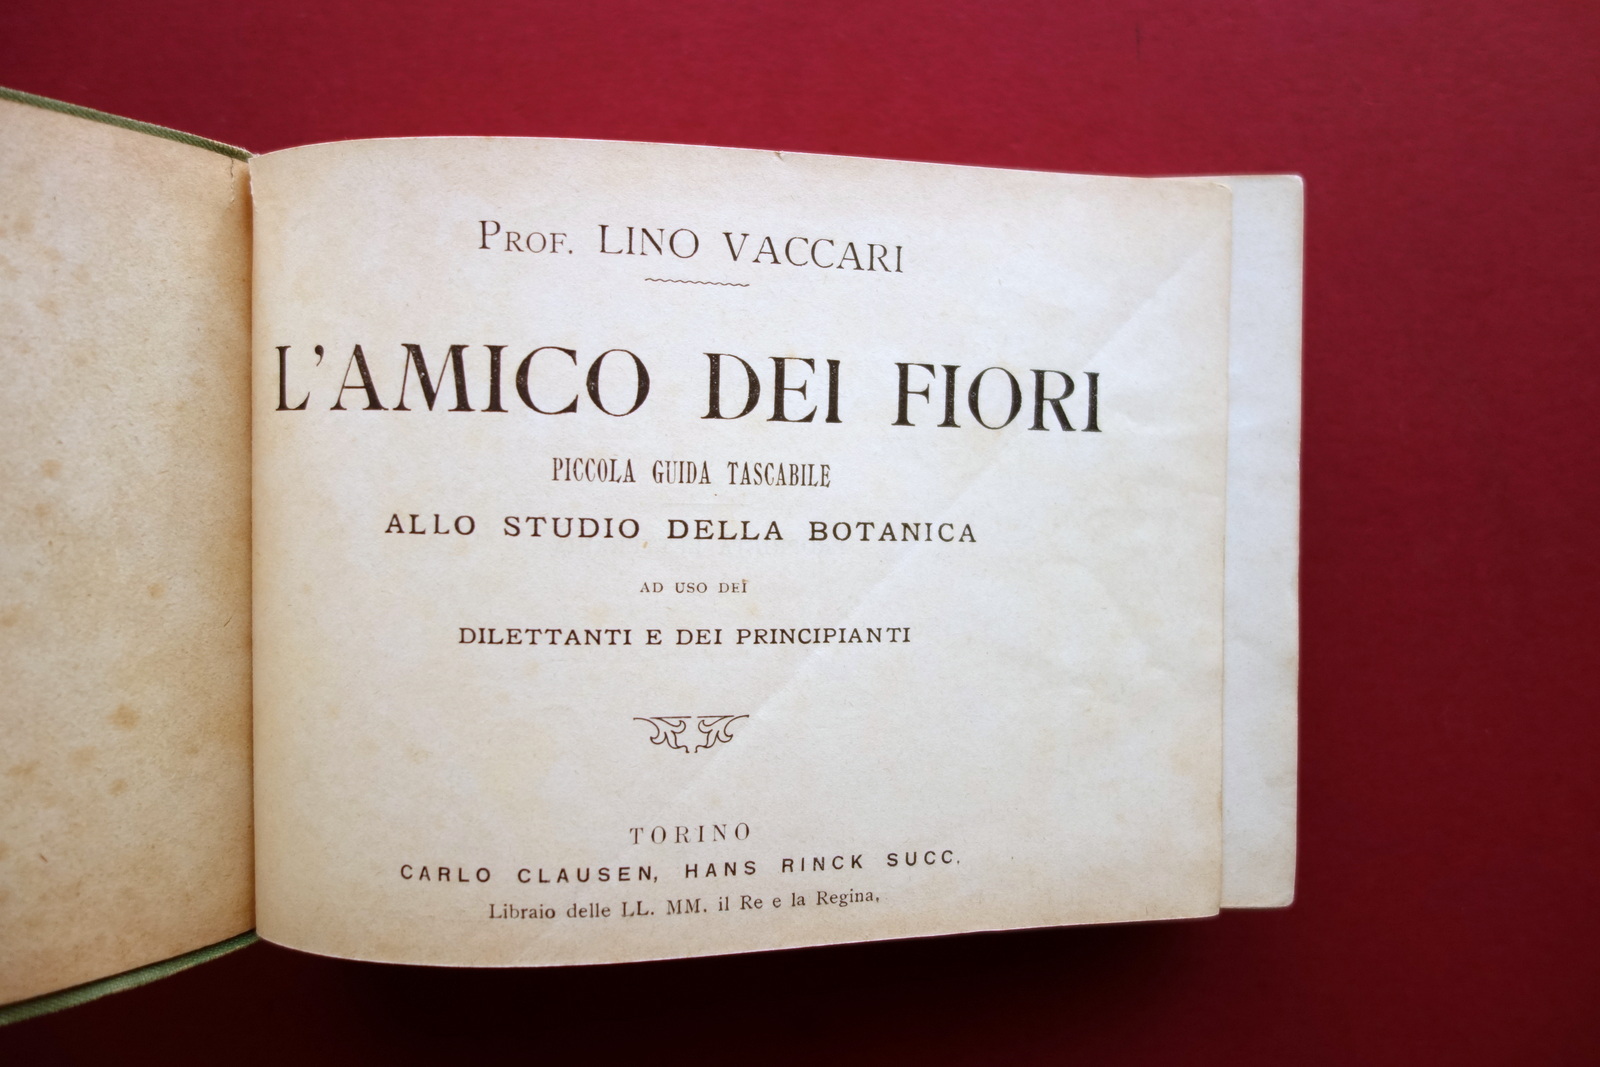 PROF. LINO VACCARI
L'AMICO DEI FIORI
PICCOLA GUIDA TASCABILE
ALLO STUDIO DELLA BOTANICA
AD USO DEI
DILETTANTI E DEI PRINCIPIANTI
TORINO
CARLO CLAUSEN, HANS RINCK SUCC.
Libraio delle LL. MM. il Re e la Regina,